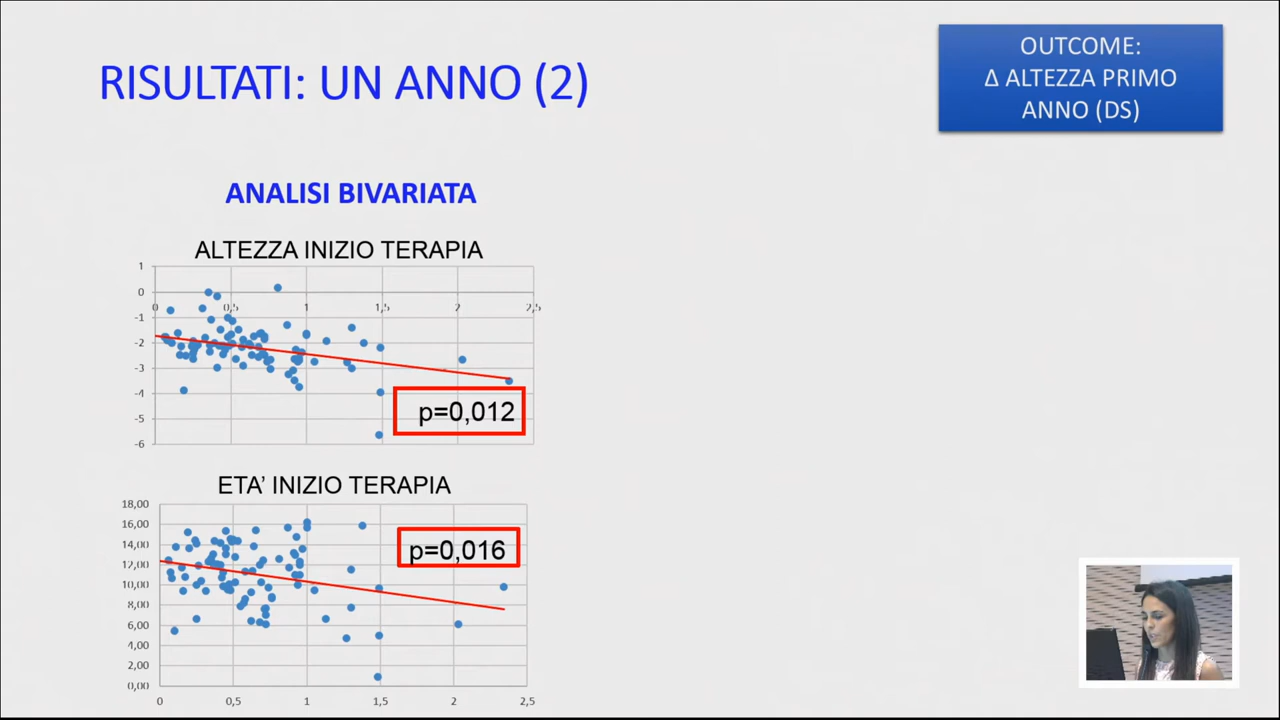 RISULTATI: UN ANNO (2)
OUTCOME:
Δ ALTEZZA PRIMO
ANNO (DS)
ANALISI BIVARIATA
ALTEZZA INIZIO TERAPIA
1
0
0 0,5 1 1,5 2 2,5
-1
-2
-3
-4
-5
-6
p=0,012
ETA' INIZIO TERAPIA
18,00
16,00
14,00
12,00
10,00
8,00
6,00
4,00
2,00
0,00
p=0,016
0 0,5 1 1,5 2 2,5